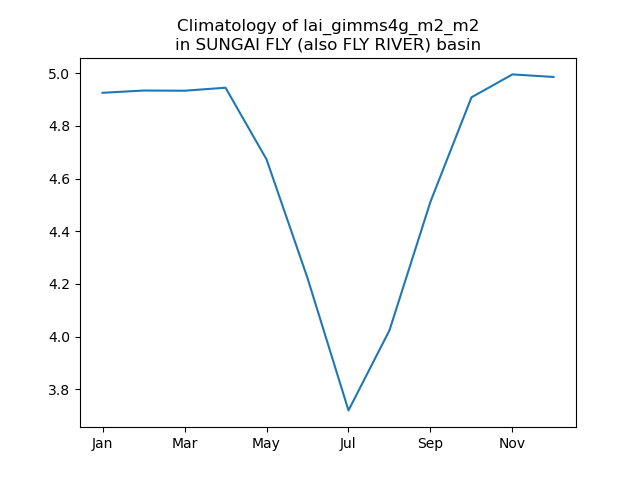 Climatology of lai_gimms4g_m2_m2
in SUNGAI FLY (also FLY RIVER) basin
5.0
4.8
4.6
4.4
4.2
4.0
3.8
Jan Mar May Jul Sep Nov